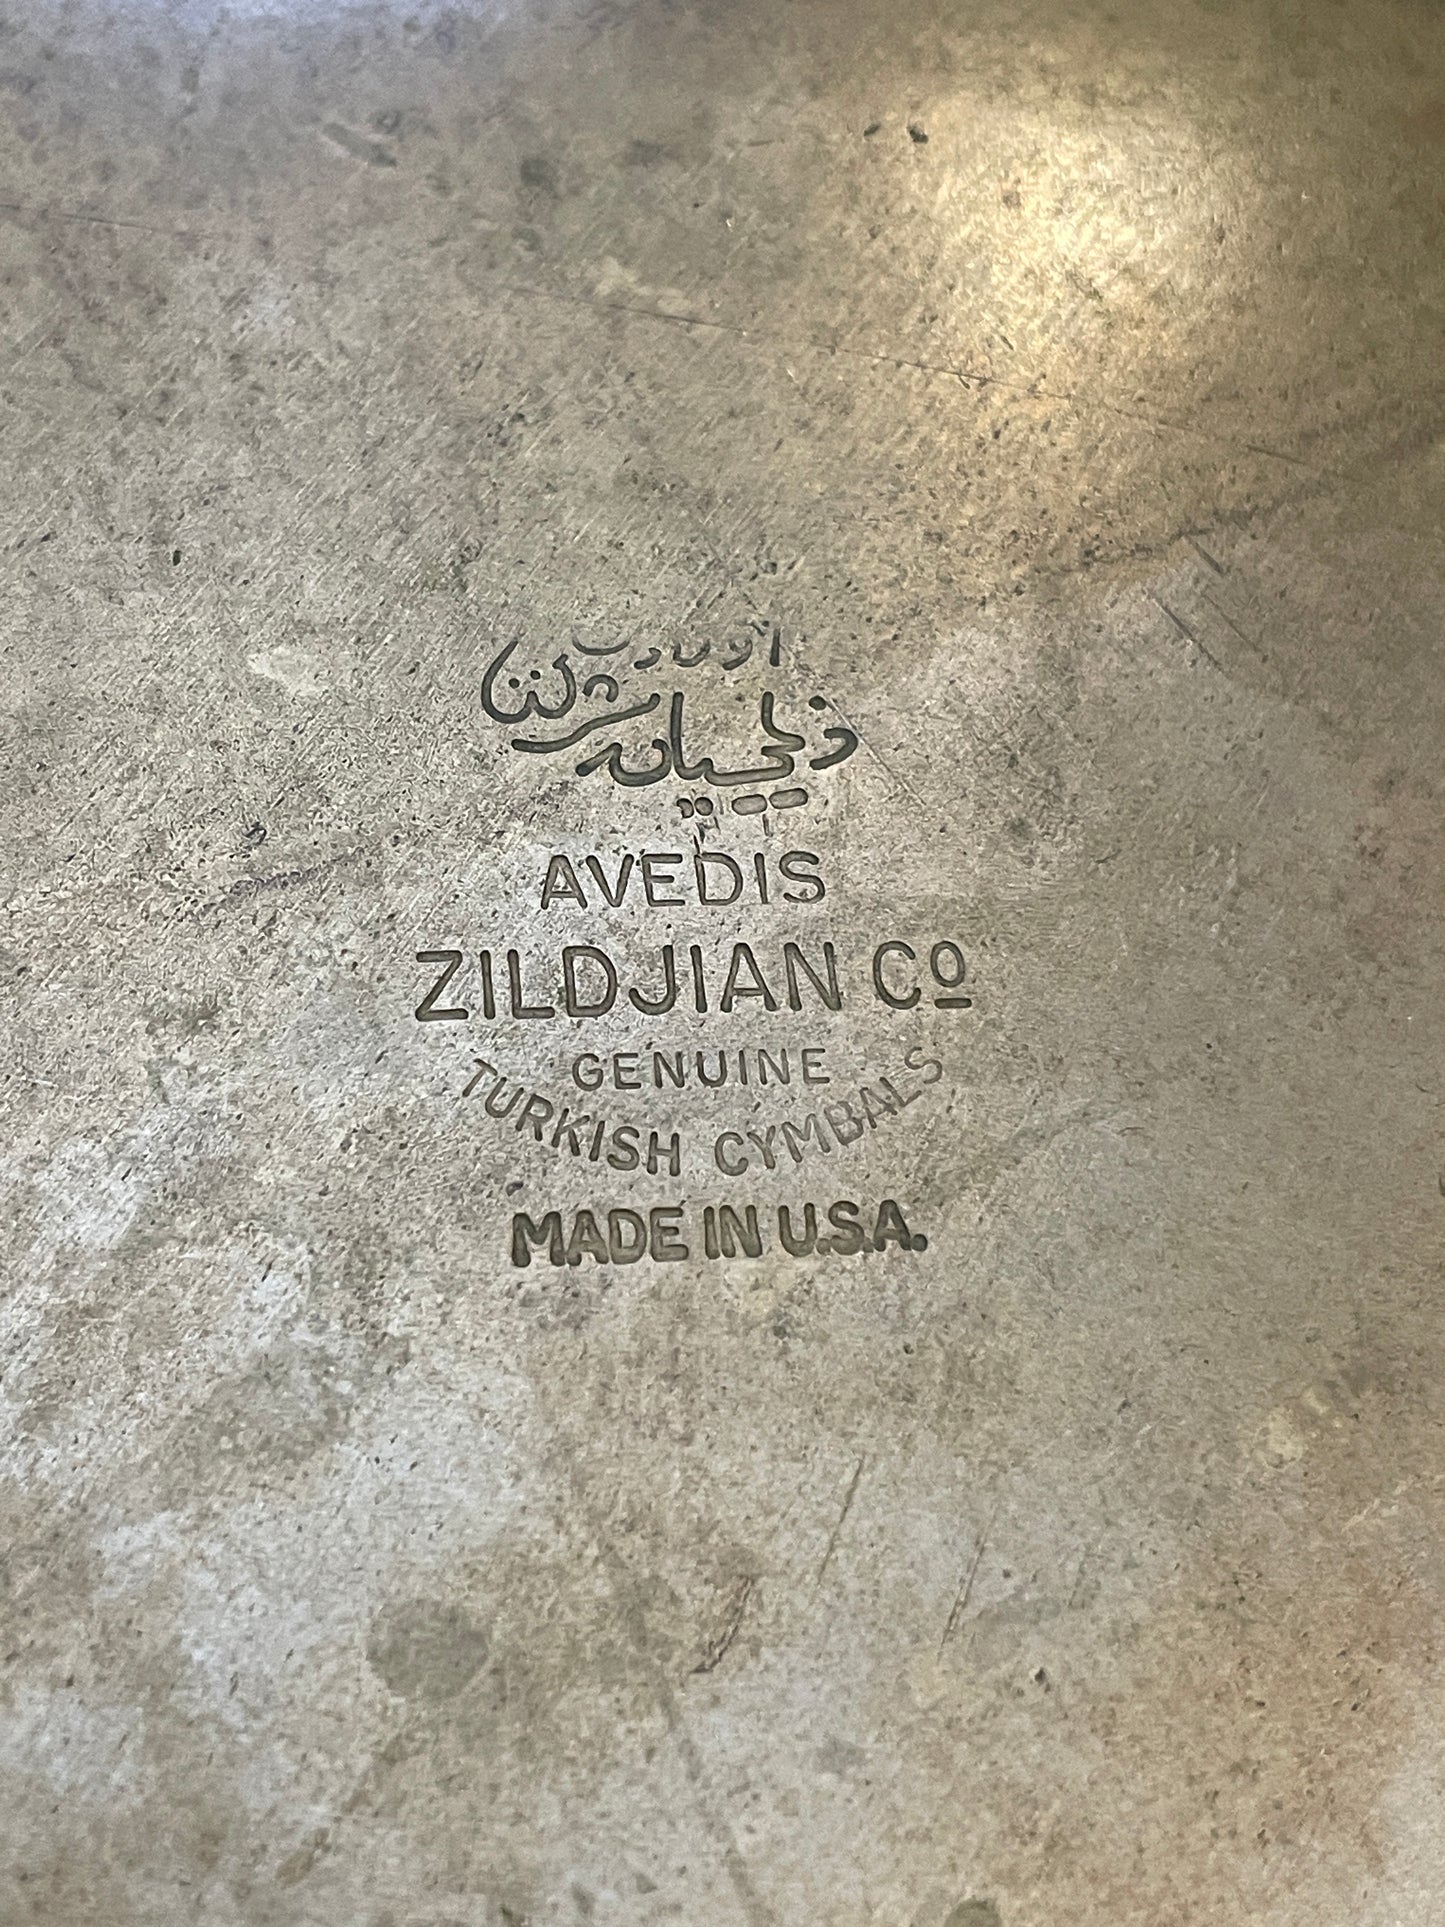 AVEDIS
ZILDJIAN Cº
GENUINE
TURKISH CYMBALS
MADE IN U.S.A.